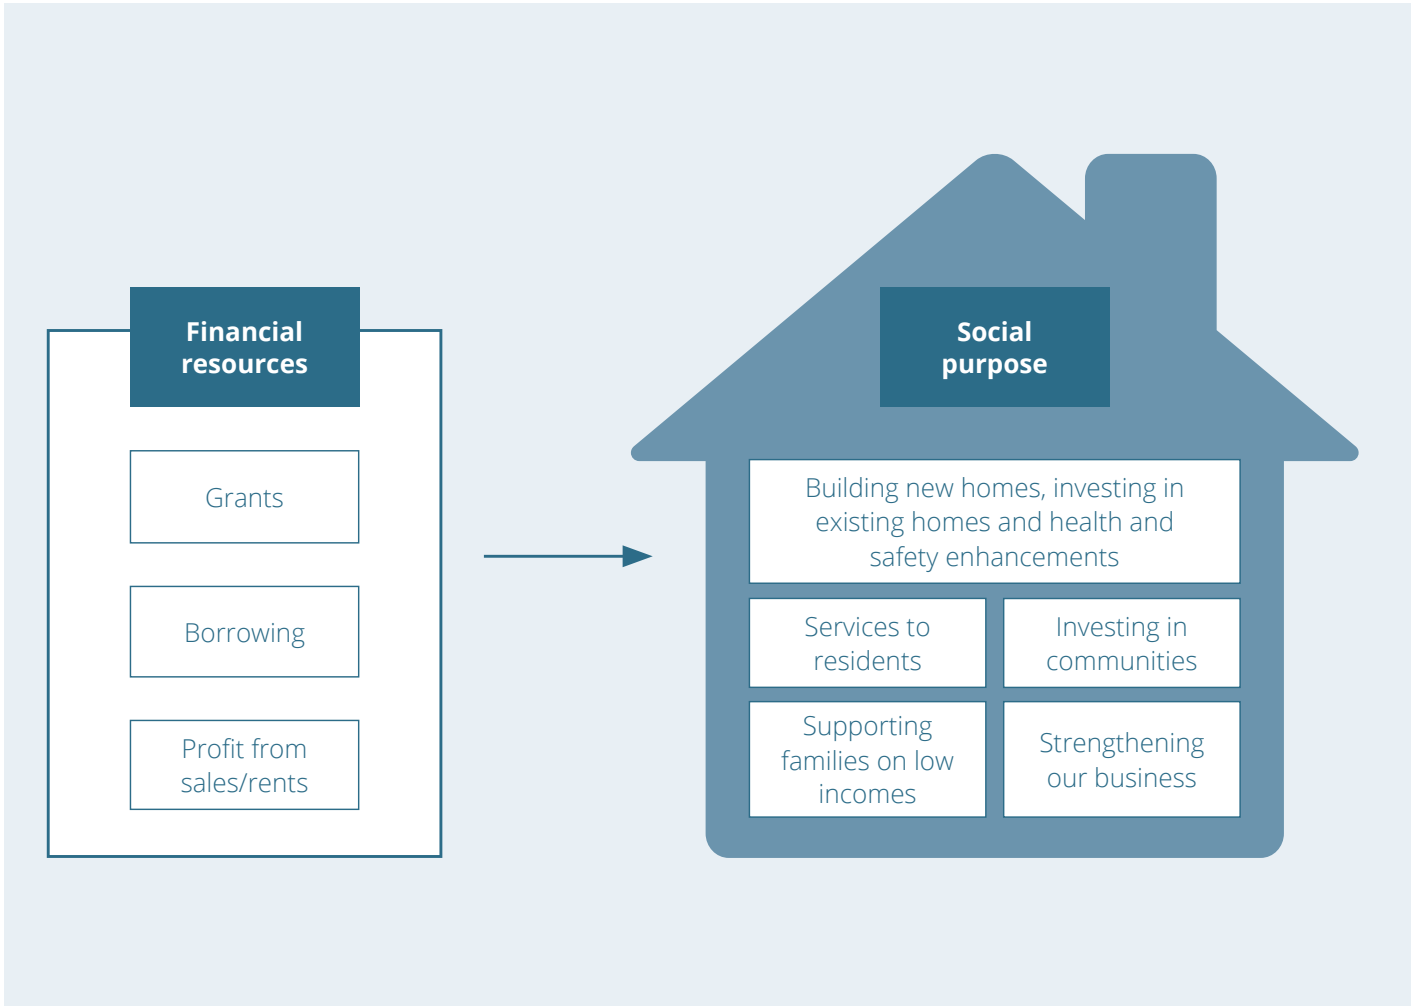 Financial
resources
Grants
Borrowing
Profit from
sales/rents
Social
purpose
Building new homes, investing in
existing homes and health and
safety enhancements
Services to
residents
Investing in
communities
Supporting
families on low
incomes
Strengthening
our business